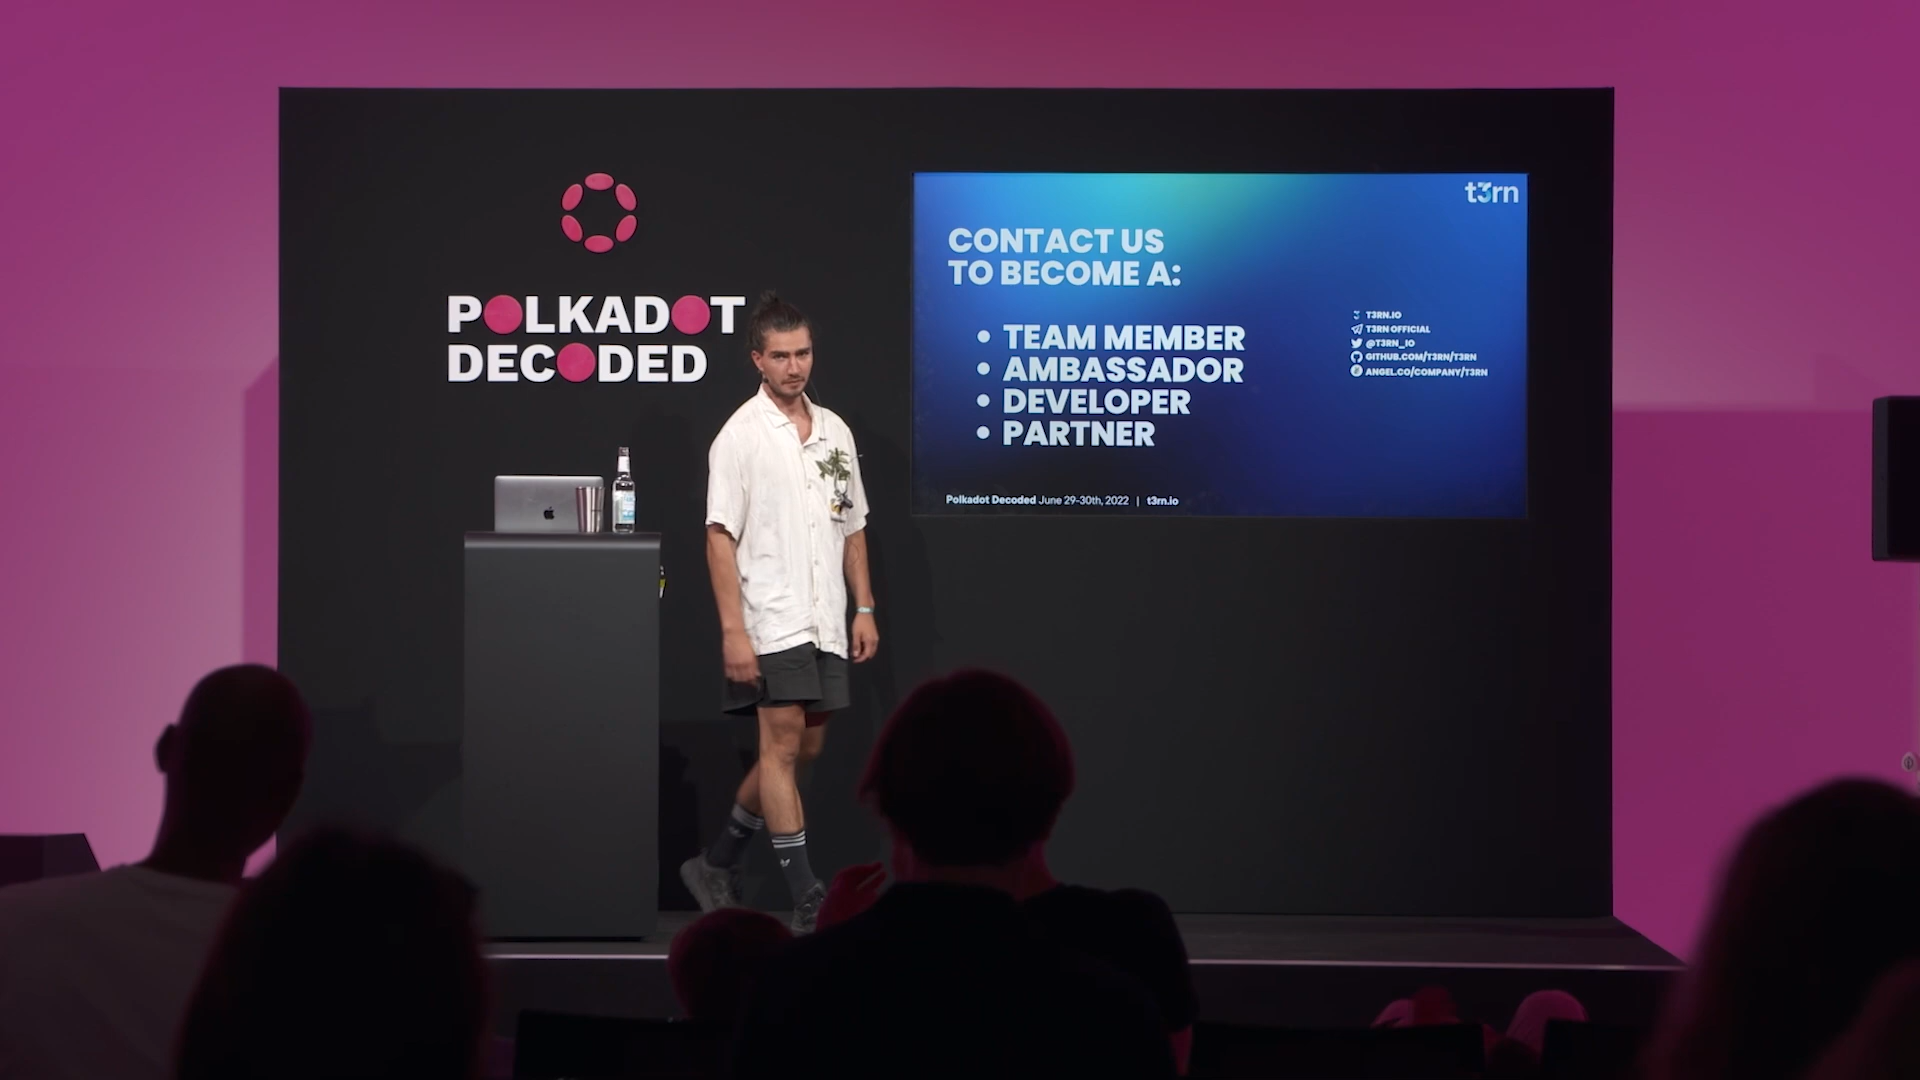 POLKADOT
DECODED
t3rn
CONTACT US
TO BECOME A:
• TEAM MEMBER
• AMBASSADOR
• DEVELOPER
• PARTNER
T3RN.IO
T3RN OFFICIAL
@T3RN_IO
GITHUB.COM/T3RN/T3RN
ANGEL.CO/COMPANY/T3RN
Polkadot Decoded June 29-30th, 2022 | t3rn.io